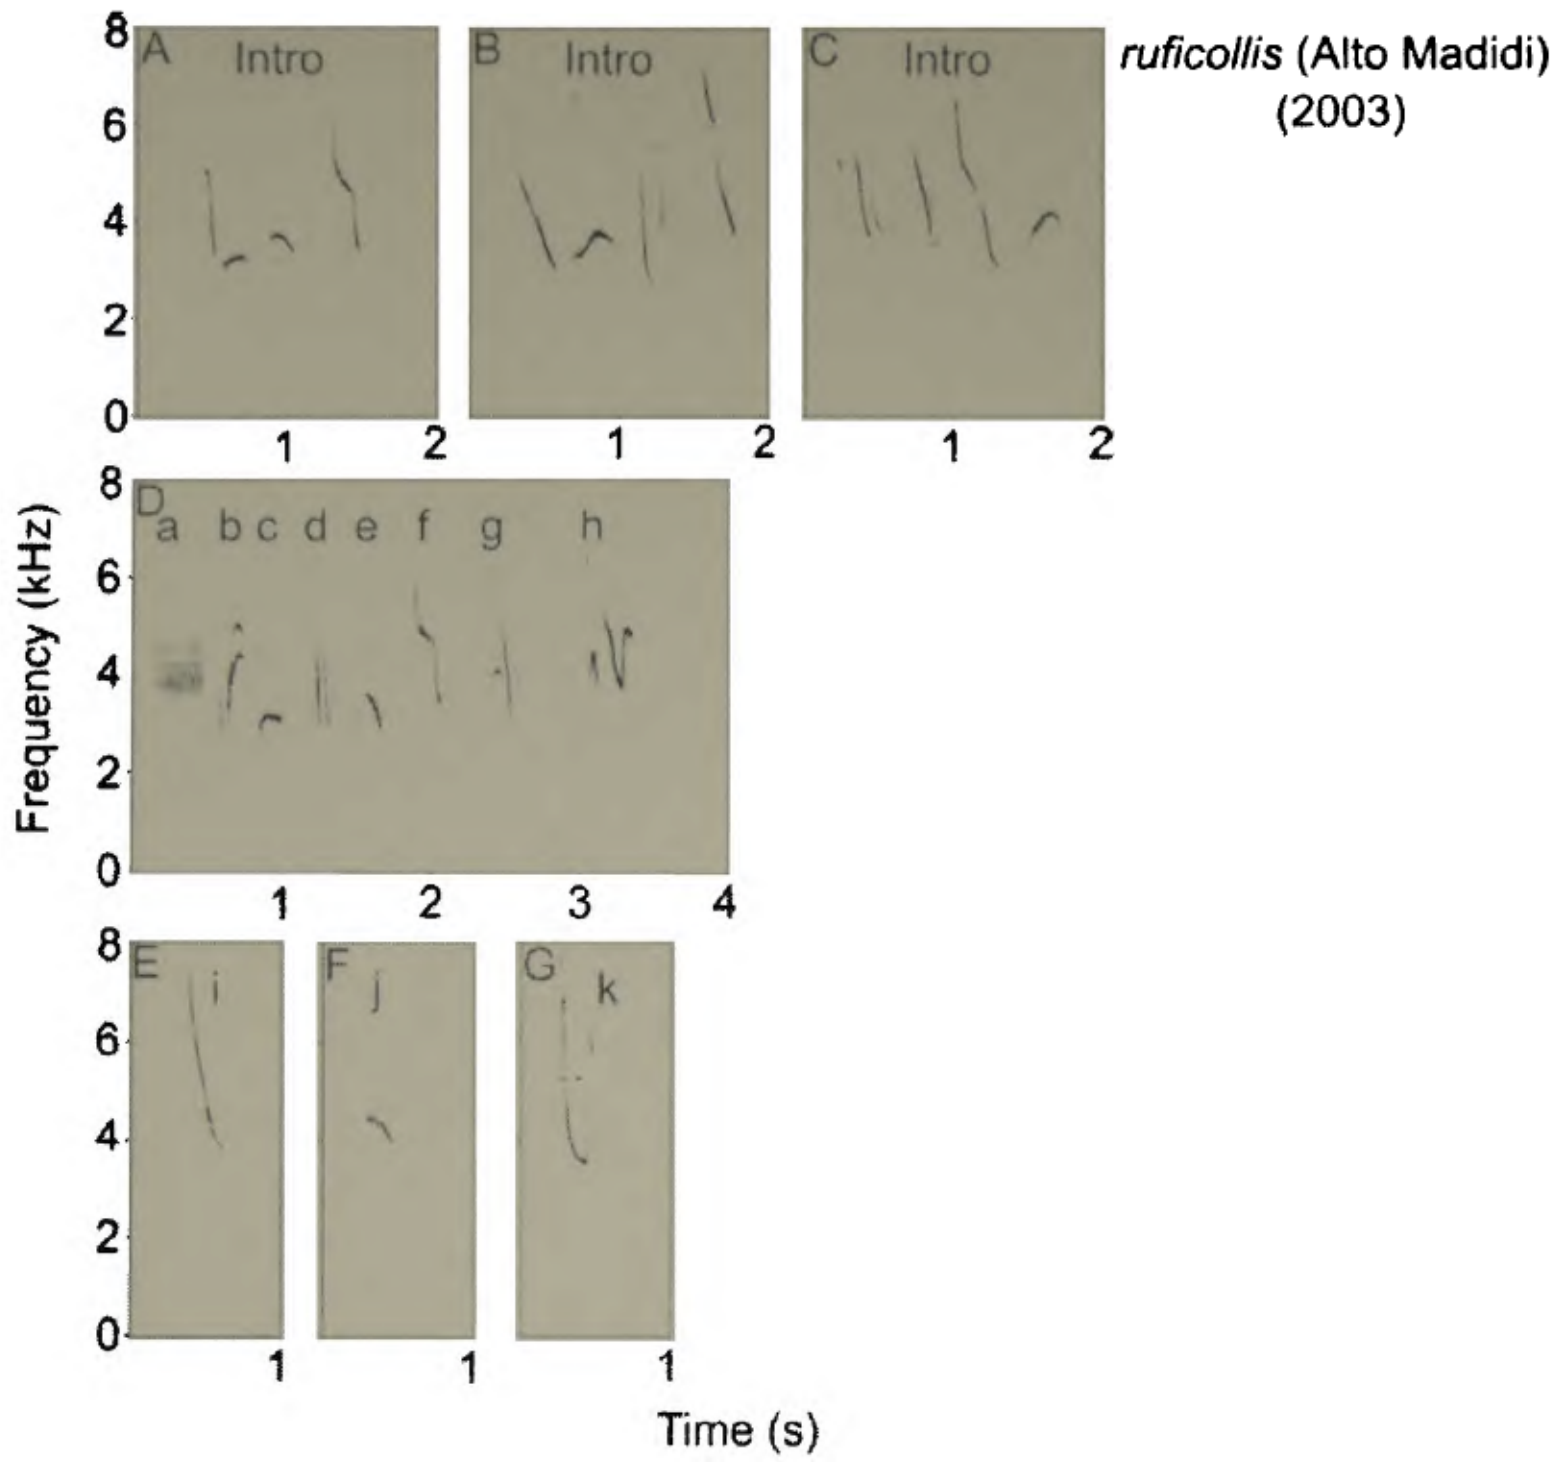 8
A Intro
B Intro
C Intro
ruficollis (Alto Madidi)
(2003)
6
4
2
0
1 2
1 2
1 2
Frequency (kHz)
8
D
a b c d e f g h
6
4
2
0
1 2 3 4
8
E i
F j
G k
6
4
2
0
1
1
1
Time (s)